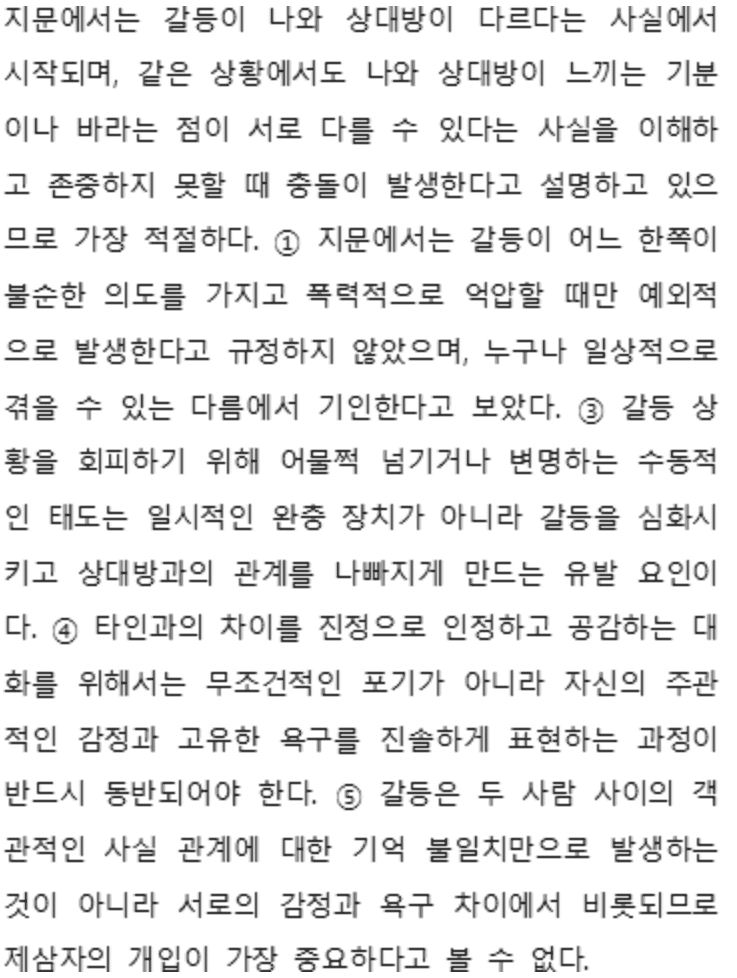 지문에서는 갈등이 나와 상대방이 다르다는 사실에서
시작되며, 같은 상황에서도 나와 상대방이 느끼는 기분
이나 바라는 점이 서로 다를 수 있다는 사실을 이해하
고 존중하지 못할 때 충돌이 발생한다고 설명하고 있으
므로 가장 적절하다. ① 지문에서는 갈등이 어느 한쪽이
불순한 의도를 가지고 폭력적으로 억압할 때만 예외적
으로 발생한다고 규정하지 않았으며, 누구나 일상적으로
겪을 수 있는 다름에서 기인한다고 보았다. ③ 갈등 상
황을 회피하기 위해 어물쩍 넘기거나 변명하는 수동적
인 태도는 일시적인 완충 장치가 아니라 갈등을 심화시
키고 상대방과의 관계를 나빠지게 만드는 유발 요인이
다. ④ 타인과의 차이를 진정으로 인정하고 공감하는 대
화를 위해서는 무조건적인 포기가 아니라 자신의 주관
적인 감정과 고유한 욕구를 진솔하게 표현하는 과정이
반드시 동반되어야 한다. ⑤ 갈등은 두 사람 사이의 객
관적인 사실 관계에 대한 기억 불일치만으로 발생하는
것이 아니라 서로의 감정과 욕구 차이에서 비롯되므로
제삼자의 개입이 가장 중요하다고 볼 수 없다.